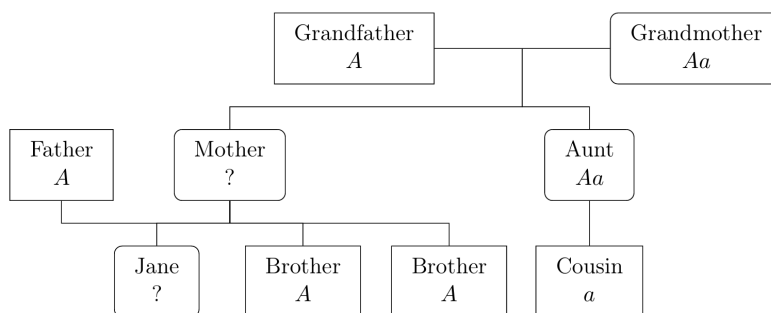 Grandfather
A
Grandmother
Aa
Father
A
Mother
?
Aunt
Aa
Jane
?
Brother
A
Brother
A
Cousin
a